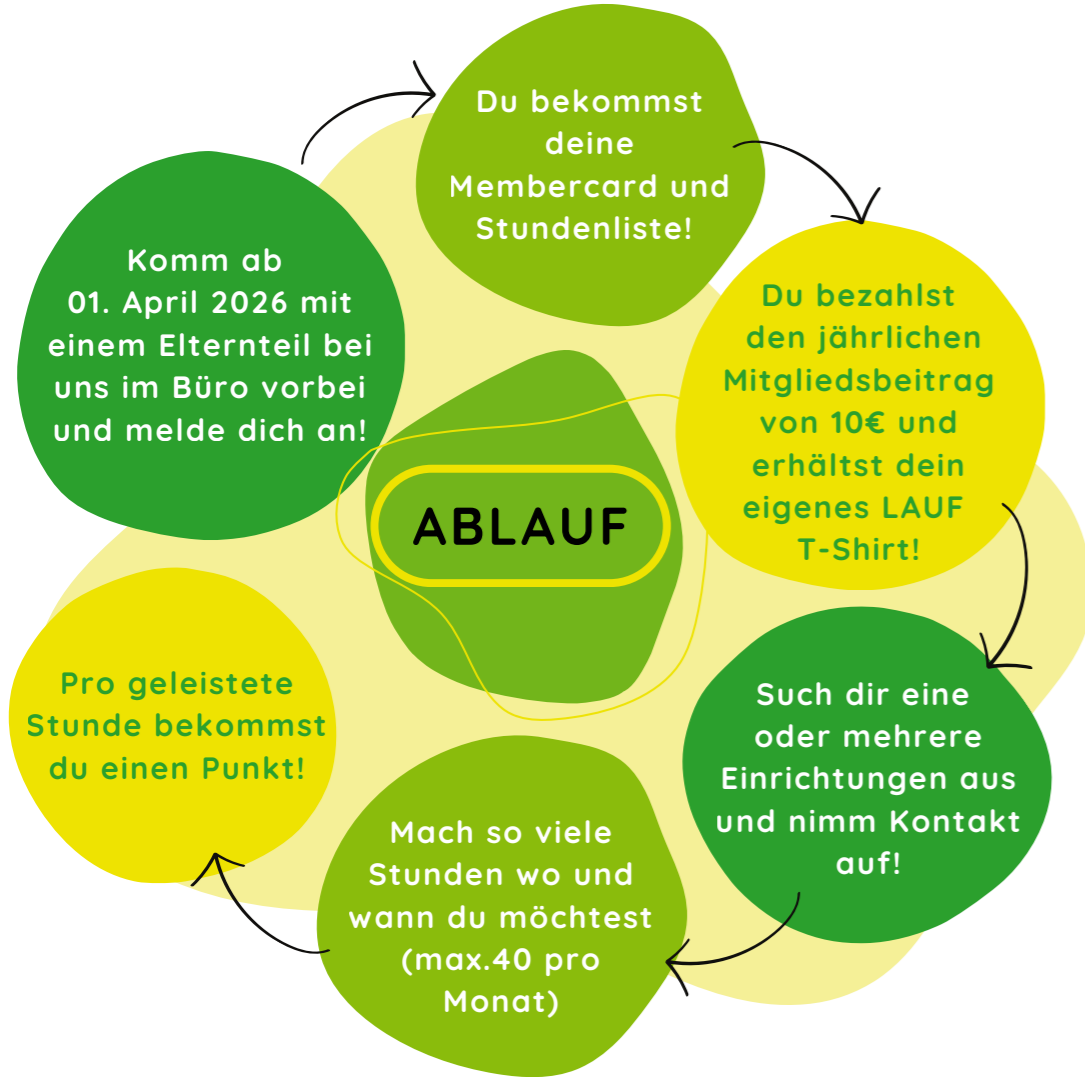 Komm ab
01. April 2026 mit
einem Elternteil bei
uns im Büro vorbei
und melde dich an!
Du bekommst
deine
Membercard und
Stundenliste!
Du bezahlst
den jährlichen
Mitgliedsbeitrag
von 10€ und
erhältst dein
eigenes LAUF
T-Shirt!
Such dir eine
oder mehrere
Einrichtungen aus
und nimm Kontakt
auf!
Mach so viele
Stunden wo und
wann du möchtest
(max.40 pro
Monat)
Pro geleistete
Stunde bekommst
du einen Punkt!
ABLAUF